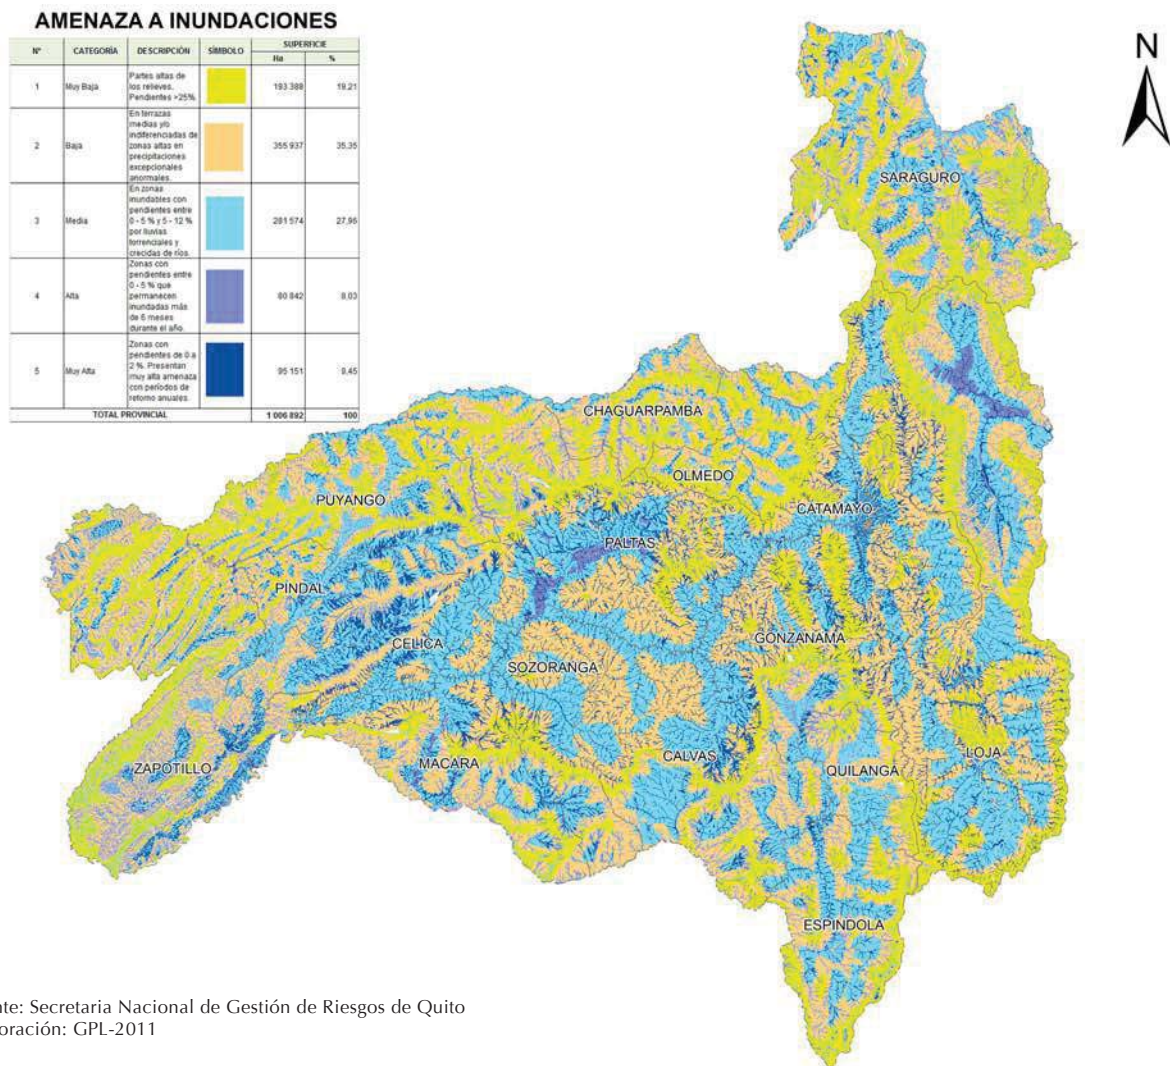 AMENAZA A INUNDACIONES
N° CATEGORÍA DESCRIPCIÓN SÍMBOLO SUPERFICIE
Ha %
1 Muy Baja Partes altas de los relieves. Pendientes >25% 193 388 19,21
2 Baja En terrazas medias y/o indiferenciadas de zonas altas en precipitaciones excepcionales anormales. 355 937 35,35
3 Media En zonas inundables con pendientes entre 0 - 5 % y 5 - 12 % por lluvias torrenciales y crecidas de ríos. 281 574 27,96
4 Alta Zonas con pendientes entre 0 - 5 % que permanecen inundadas más de 6 meses durante el año. 80 842 8,03
5 Muy Alta Zonas con pendientes de 0 a 2 %. Presentan muy alta amenaza con períodos de retorno anuales. 95 151 9,45
TOTAL PROVINCIAL 1 006 892 100
N
SARAGURO
CHAGUARPAMBA
OLMEDO
PUYANGO
CATAMAYO
PALTAS
PINDAL
GONZANAMA
CELICA
SOZORANGA
LOJA
CALVAS
MACARA
ZAPOTILLO
QUILANGA
ESPINDOLA
nte: Secretaria Nacional de Gestión de Riesgos de Quito
oración: GPL-2011